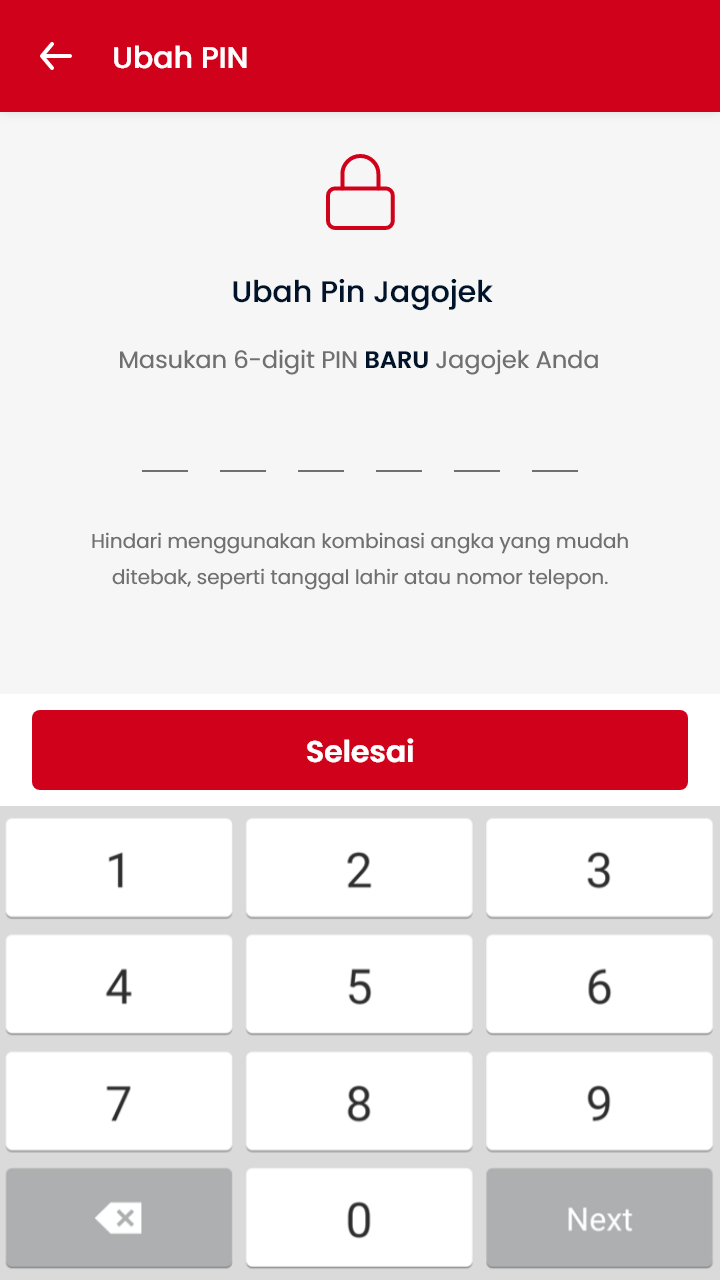 Ubah PIN
Ubah Pin Jagojek
Masukan 6-digit PIN BARU Jagojek Anda
Hindari menggunakan kombinasi angka yang mudah
ditebak, seperti tanggal lahir atau nomor telepon.
Selesai
1 2 3
4 5 6
7 8 9
0 Next